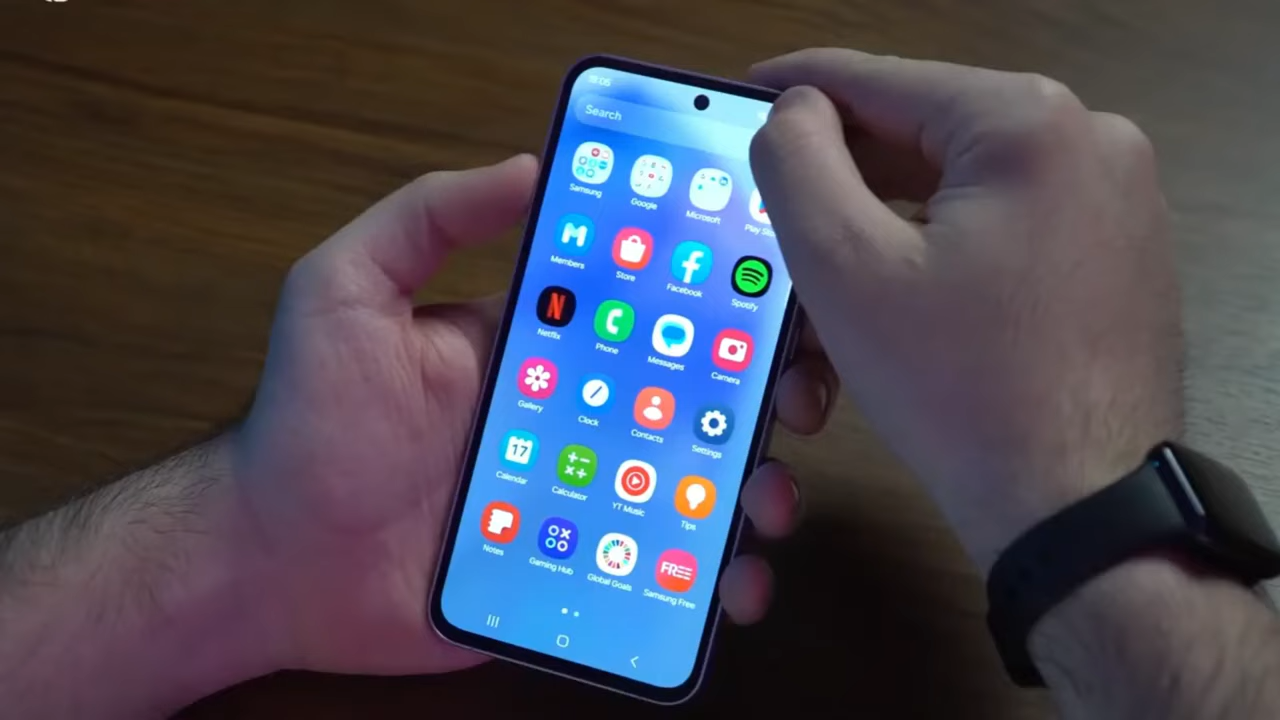 Search
Samsung
Google
Microsoft
Members
Store
Facebook
Spotify
N
Netflix
Phone
Messages
Camera
Gallery
Clock
Contacts
Settings
17
Calendar
Calculator
YT Music
Tips
Notes
Gaming Hub
Global Goals
FREE
Samsung Free